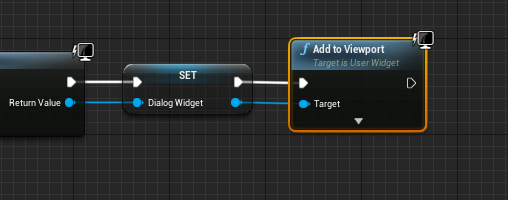 SET
Add to Viewport
Target is User Widget
Return Value
Dialog Widget
Target